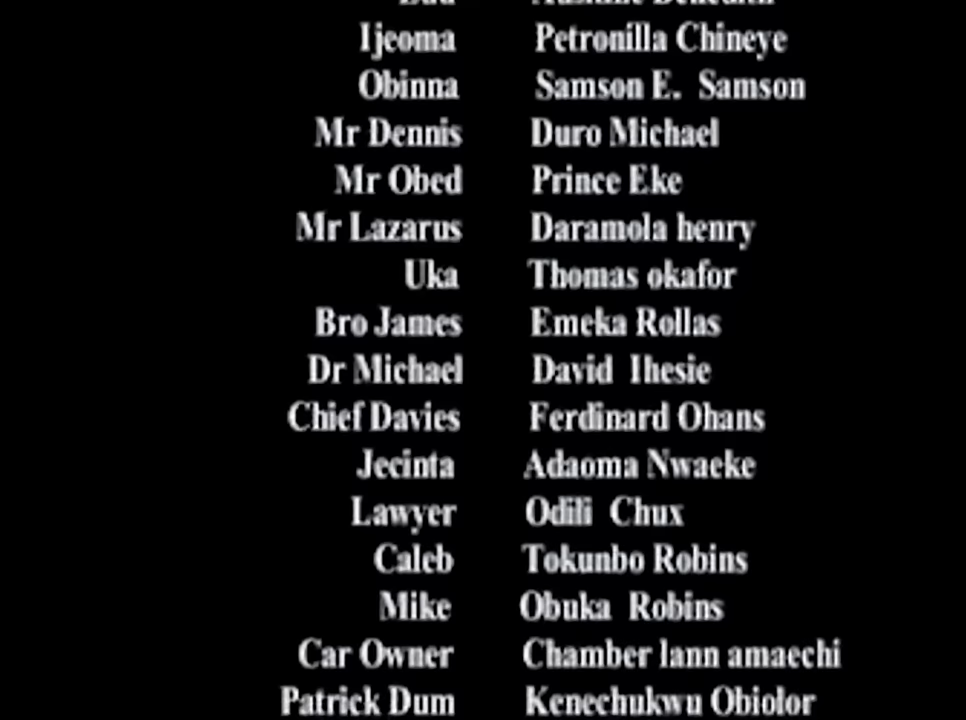 Ijeoma Petronilla Chineye
Obinna Samson E. Samson
Mr Dennis Duro Michael
Mr Obed Prince Eke
Mr Lazarus Daramola henry
Uka Thomas okafor
Bro James Emeka Rollas
Dr Michael David Ihesie
Chief Davies Ferdinard Ohans
Jecinta Adaoma Nwaeke
Lawyer Odili Chux
Caleb Tokunbo Robins
Mike Obuka Robins
Car Owner Chamber lann amaechi
Patrick Dum Kenechukwu Obiolor